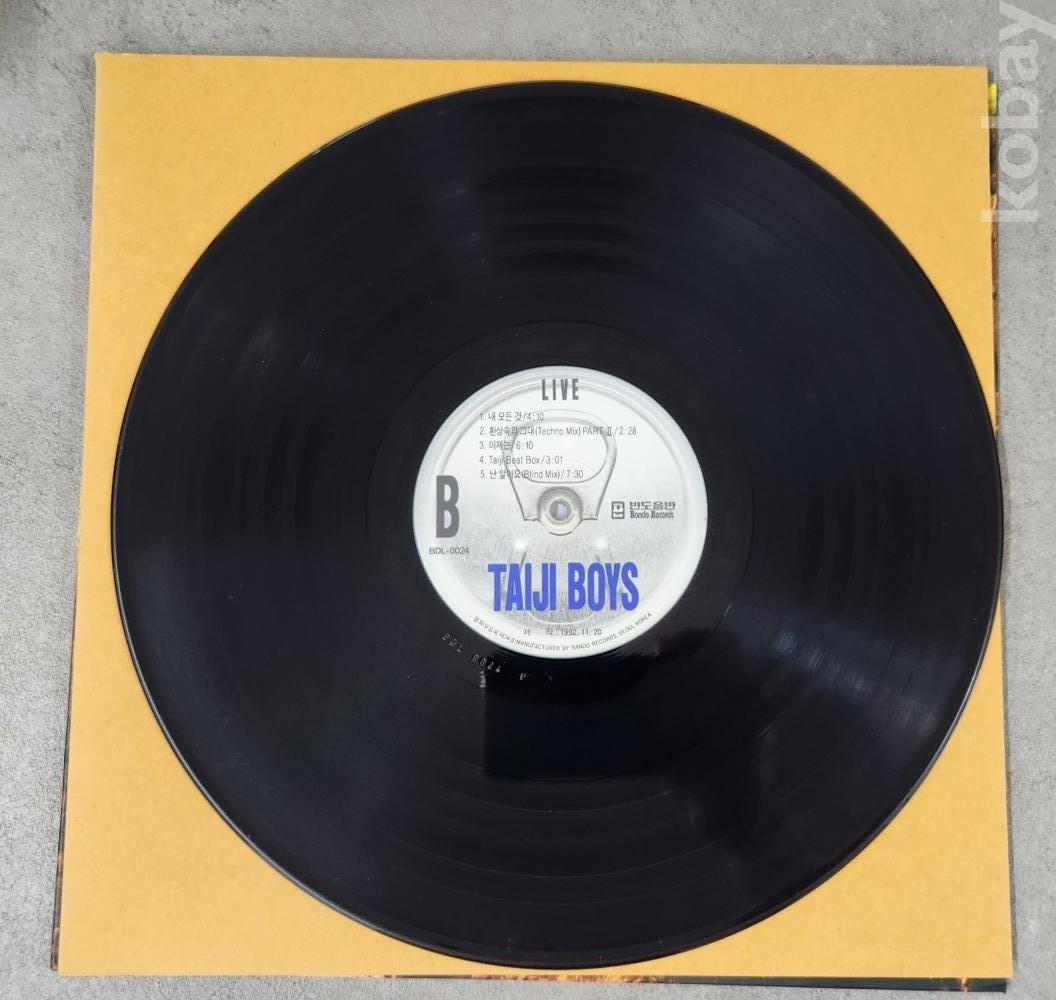 LIVE
1. 내 모든 것/4:10
2. 환상속의 그대(Techno Mix) PART Ⅱ/2:28
3. 이제는/6:10
4. Taiji Beat Box/3:01
5. 난 알아요(Blind Mix)/7:30
B
BDL-0024
반도음반
Bando Records
TAIJI BOYS
제 작: 1992. 11. 20
MANUFACTURED BY BANDO RECORDS, SEOUL KOREA
kobay